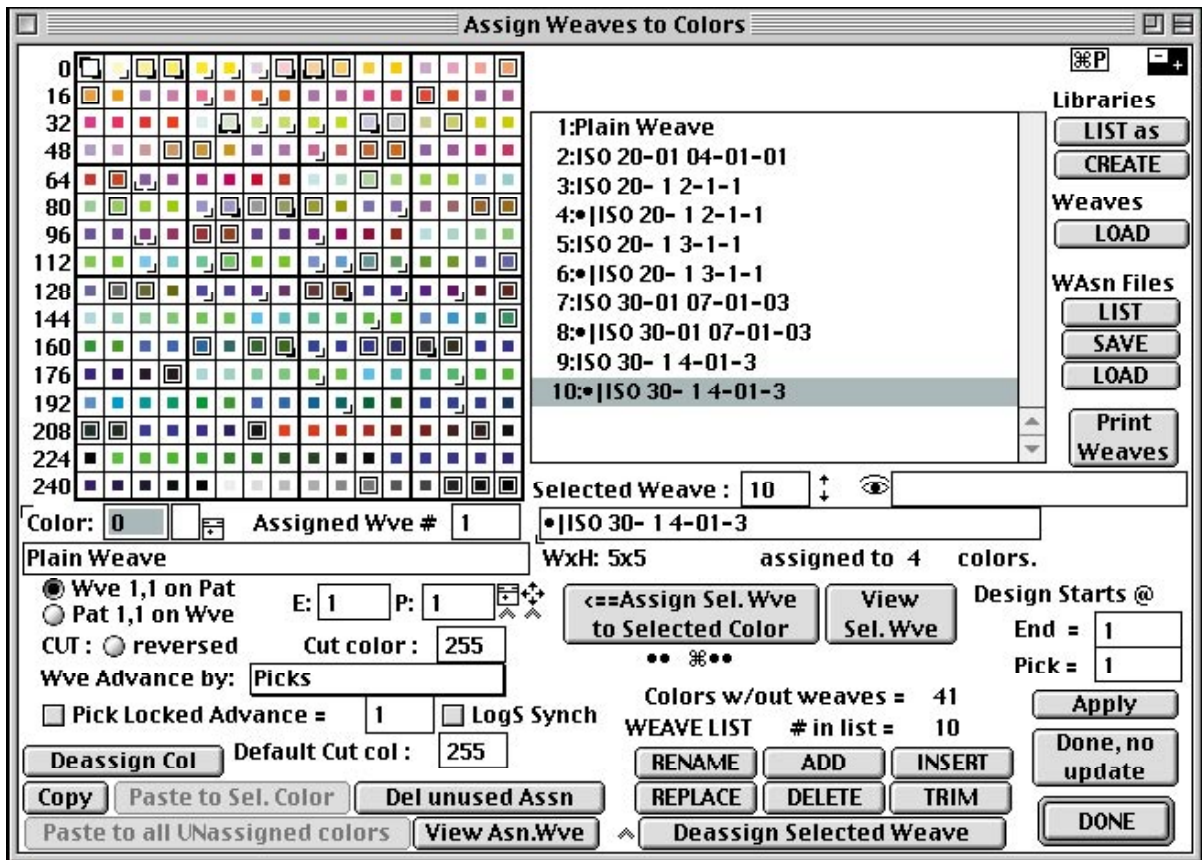 Assign Weaves to Colors
0
16
32
48
64
80
96
112
128
144
160
176
192
208
224
240
1:Plain Weave
2:ISO 20-01 04-01-01
3:ISO 20- 1 2-1-1
4:•|ISO 20- 1 2-1-1
5:ISO 20- 1 3-1-1
6:•|ISO 20- 1 3-1-1
7:ISO 30-01 07-01-03
8:•|ISO 30-01 07-01-03
9:ISO 30- 1 4-01-3
10:•|ISO 30- 1 4-01-3
⌘P
- +
Libraries
LIST as
CREATE
Weaves
LOAD
WAsn Files
LIST
SAVE
LOAD
Print Weaves
Selected Weave : 10
Color: 0 Assigned Wve # 1
•|ISO 30- 1 4-01-3
Plain Weave
WxH: 5x5 assigned to 4 colors.
Wve 1,1 on Pat
Pat 1,1 on Wve
E: 1 P: 1
<==Assign Sel. Wve
to Selected Color
•• ⌘••
View
Sel. Wve
Design Starts @
End = 1
Pick = 1
CUT : reversed Cut color : 255
Wve Advance by: Picks
Pick Locked Advance = 1 LogS Synch
Colors w/out weaves = 41
WEAVE LIST # in list = 10
Apply
Deassign Col Default Cut col : 255
RENAME ADD INSERT
Done, no
update
Copy Paste to Sel. Color Del unused Assn
REPLACE DELETE TRIM
Paste to all UNassigned colors View Asn.Wve
Deassign Selected Weave
DONE